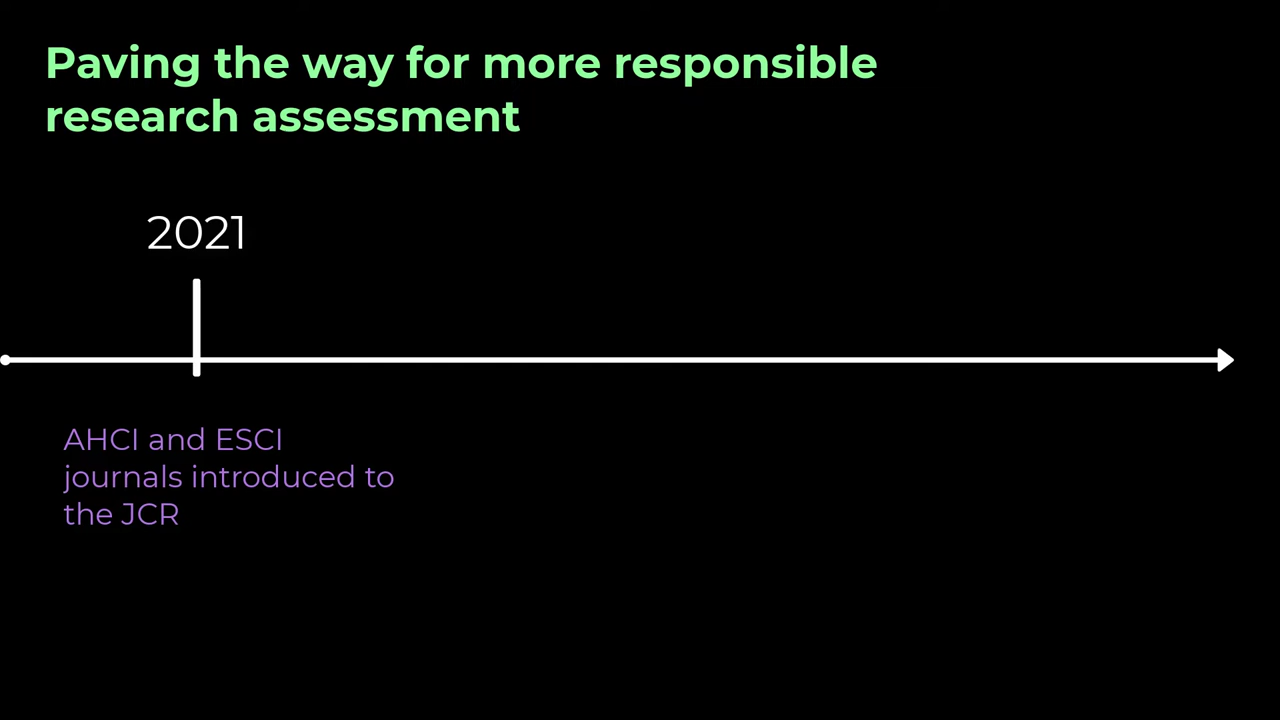 Paving the way for more responsible
research assessment
2021
AHCI and ESCI
journals introduced to
the JCR